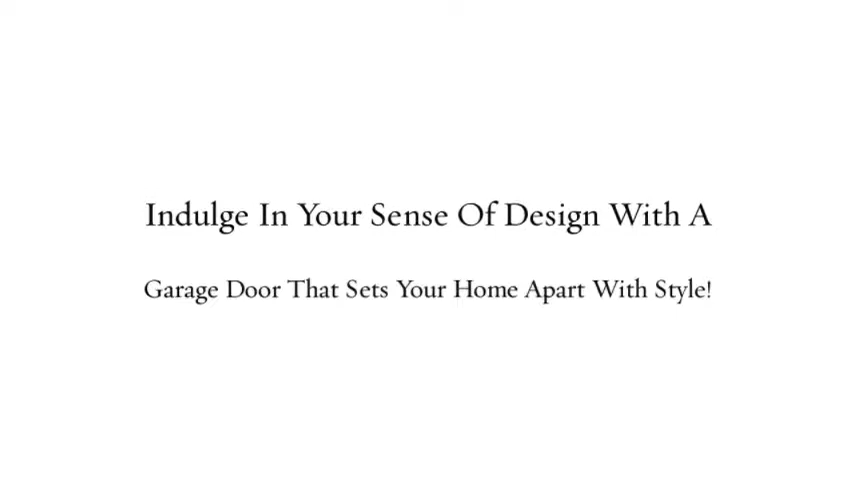 Indulge In Your Sense Of Design With A
Garage Door That Sets Your Home Apart With Style!